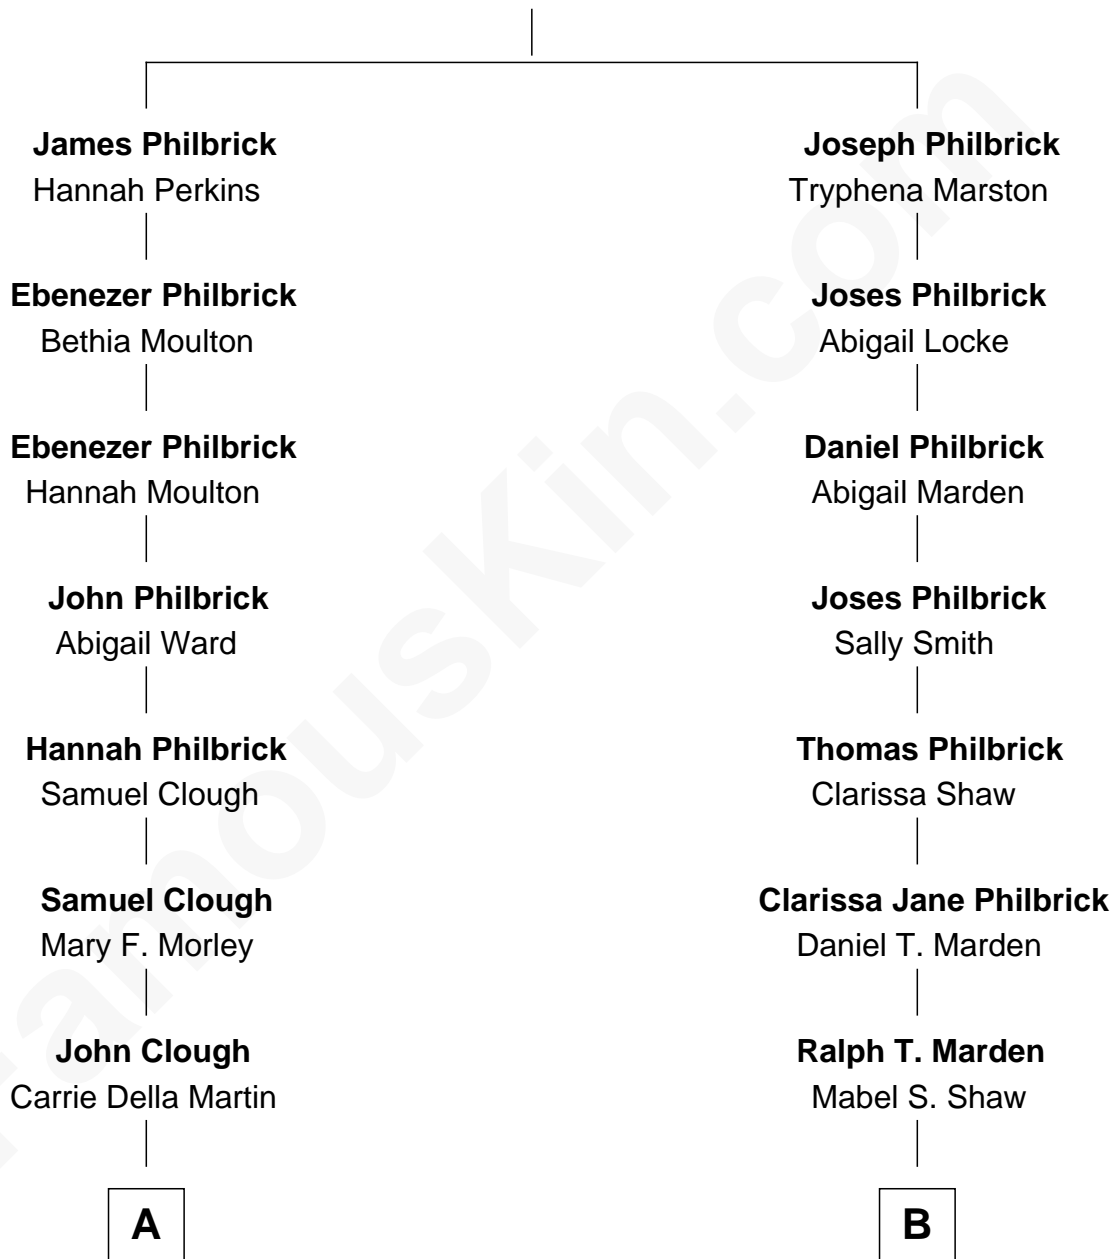 James Philbrick
Hannah Perkins
Ebenezer Philbrick
Bethia Moulton
Ebenezer Philbrick
Hannah Moulton
John Philbrick
Abigail Ward
Hannah Philbrick
Samuel Clough
Samuel Clough
Mary F. Morley
John Clough
Carrie Della Martin
A
Joseph Philbrick
Tryphena Marston
Joses Philbrick
Abigail Locke
Daniel Philbrick
Abigail Marden
Joses Philbrick
Sally Smith
Thomas Philbrick
Clarissa Shaw
Clarissa Jane Philbrick
Daniel T. Marden
Ralph T. Marden
Mabel S. Shaw
B
FamousKin.com